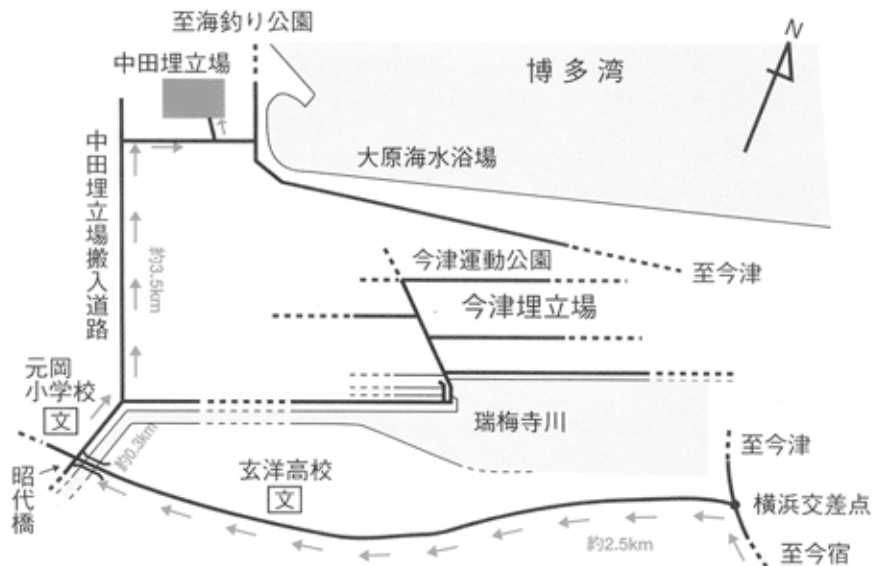 至海釣り公園
中田埋立場
N
博多湾
大原海水浴場
中田埋立場搬入道路
約3.5km
今津運動公園
至今津
今津埋立場
元岡
小学校
文
瑞梅寺川
至今津
約0.3km
昭代橋
玄洋高校
文
横浜交差点
約2.5km
至今宿